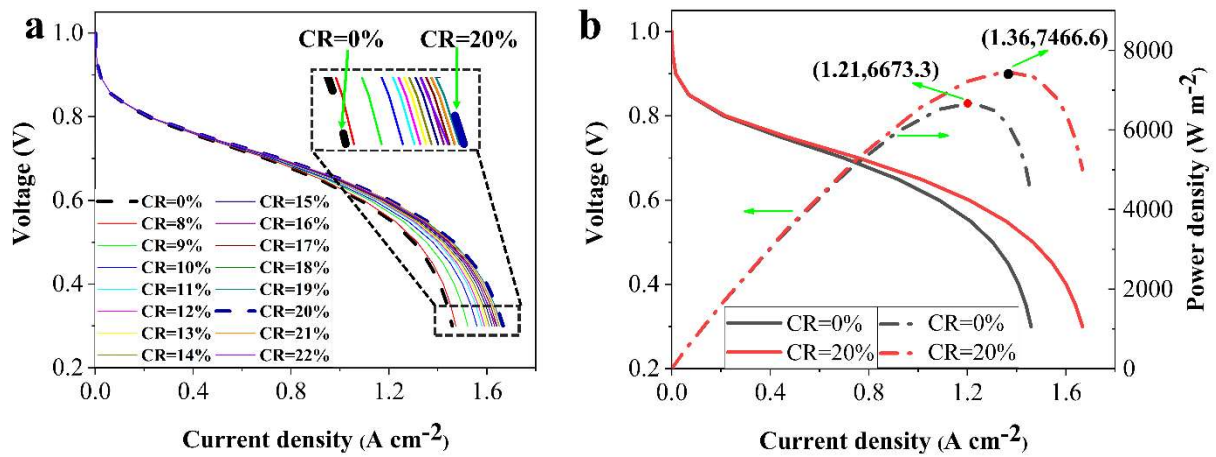 a
CR=0% CR=20%
1.0
0.8
0.6
0.4
0.2
Voltage (V)
CR=0% CR=15%
CR=8% CR=16%
CR=9% CR=17%
CR=10% CR=18%
CR=11% CR=19%
CR=12% CR=20%
CR=13% CR=21%
CR=14% CR=22%
0.0 0.4 0.8 1.2 1.6
Current density (A cm-2)
b
(1.36,7466.6)
(1.21,6673.3)
1.0
0.8
0.6
0.4
0.2
Voltage (V)
8000
6000
4000
2000
0
Power density (W m-2)
CR=0% CR=0%
CR=20% CR=20%
0.0 0.4 0.8 1.2 1.6
Current density (A cm-2)